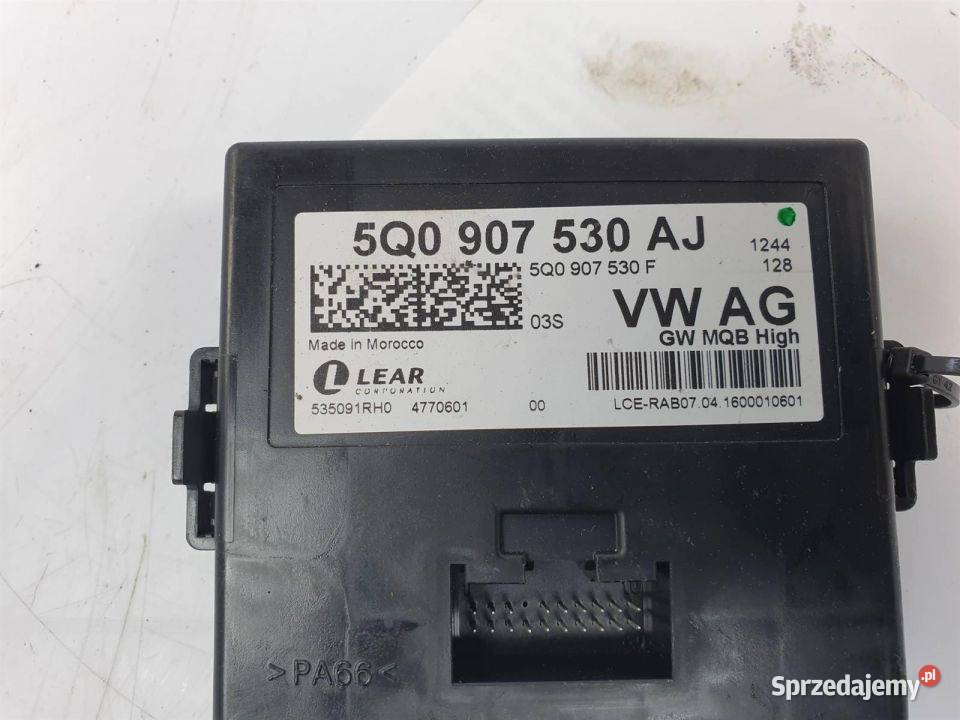 5Q0 907 530 AJ
1244
5Q0 907 530 F
128
03S
VW AG
GW MQB High
Made in Morocco
LEAR
CORPORATION
535091RH0 4770601 00
LCE-RAB07.04.1600010601
>PA66<
Sprzedajemy.pl